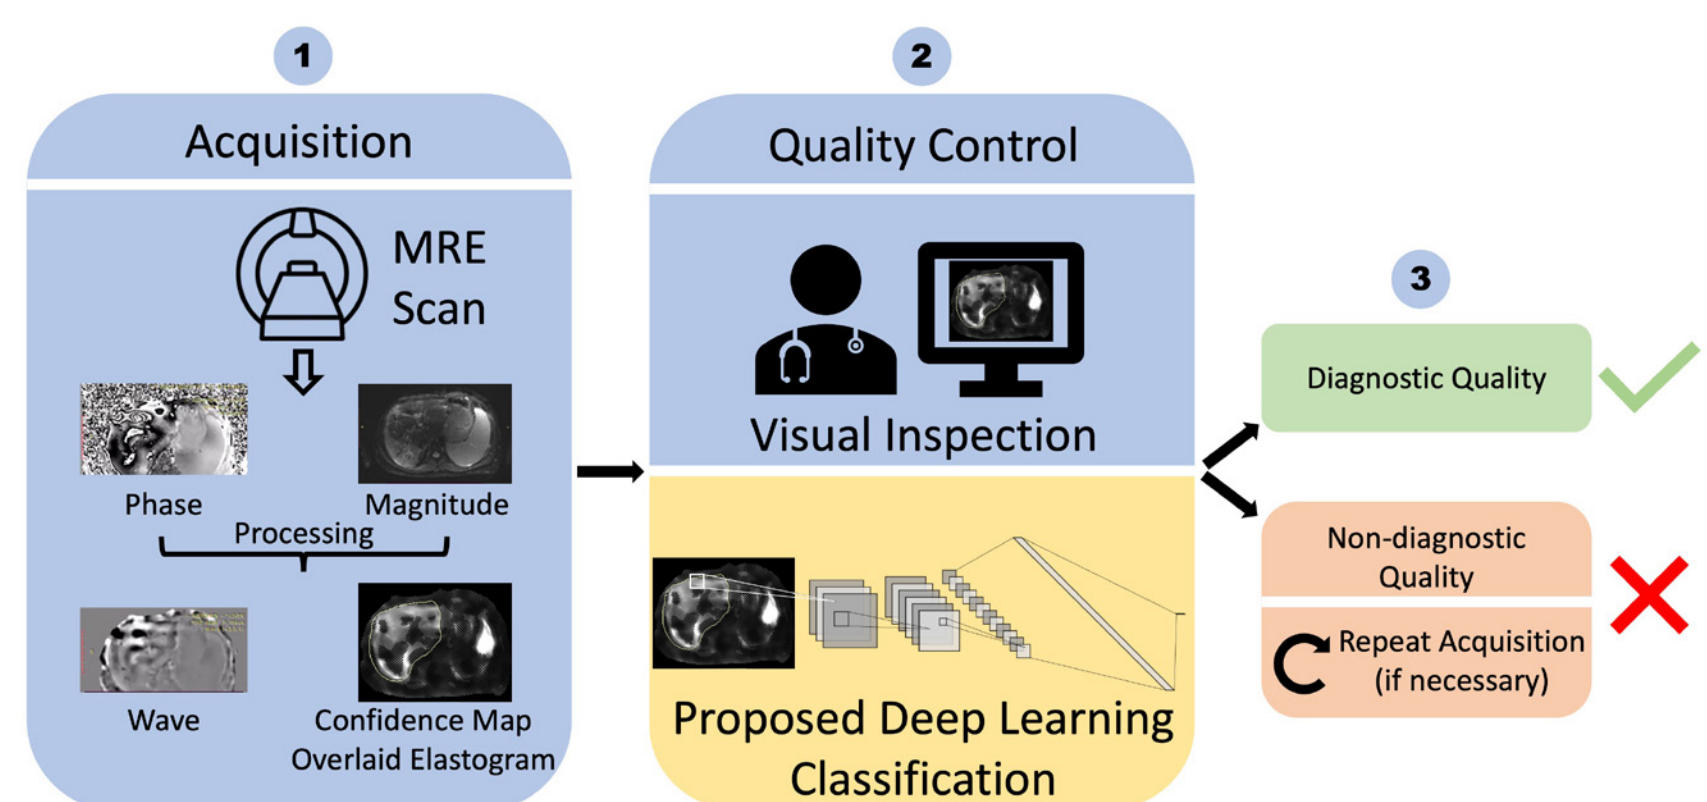 1
Acquisition
MRE
Scan
Phase
Magnitude
Processing
Wave
Confidence Map
Overlaid Elastogram
2
Quality Control
Visual Inspection
Proposed Deep Learning
Classification
3
Diagnostic Quality
Non-diagnostic
Quality
Repeat Acquisition
(if necessary)